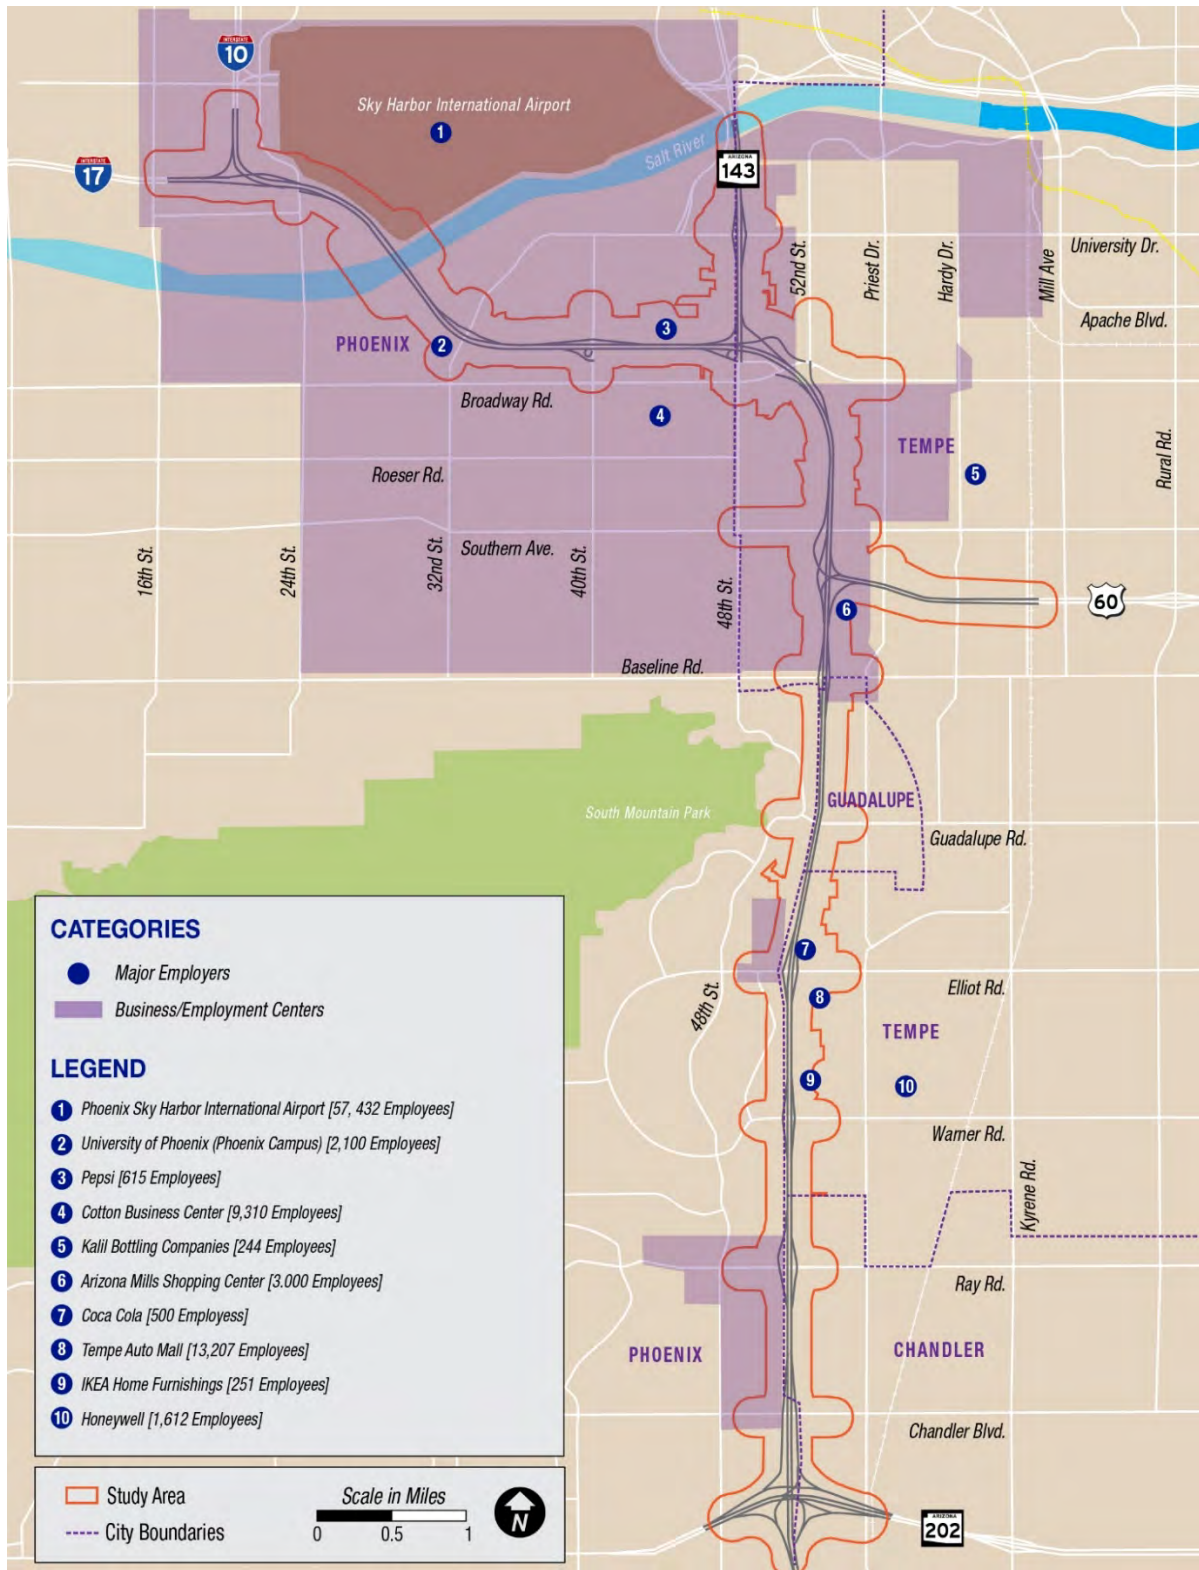 INTERSTATE
10
Sky Harbor International Airport
1
INTERSTATE
17
Salt River
ARIZONA
143
52nd St.
Priest Dr.
Hardy Dr.
Mill Ave
University Dr.
Apache Blvd.
PHOENIX
2
3
Broadway Rd.
4
TEMPE
5
Rural Rd.
Roeser Rd.
16th St.
24th St.
32nd St.
Southern Ave.
40th St.
48th St.
6
60
Baseline Rd.
South Mountain Park
GUADALUPE
Guadalupe Rd.
7
48th St.
8
Elliot Rd.
TEMPE
9
10
Warner Rd.
Kyrene Rd.
Ray Rd.
PHOENIX
CHANDLER
Chandler Blvd.
ARIZONA
202
CATEGORIES
Major Employers
Business/Employment Centers
LEGEND
1 Phoenix Sky Harbor International Airport [57, 432 Employees]
2 University of Phoenix (Phoenix Campus) [2,100 Employees]
3 Pepsi [615 Employees]
4 Cotton Business Center [9,310 Employees]
5 Kalil Bottling Companies [244 Employees]
6 Arizona Mills Shopping Center [3.000 Employees]
7 Coca Cola [500 Employess]
8 Tempe Auto Mall [13,207 Employees]
9 IKEA Home Furnishings [251 Employees]
10 Honeywell [1,612 Employees]
Study Area
City Boundaries
Scale in Miles
0 0.5 1
N